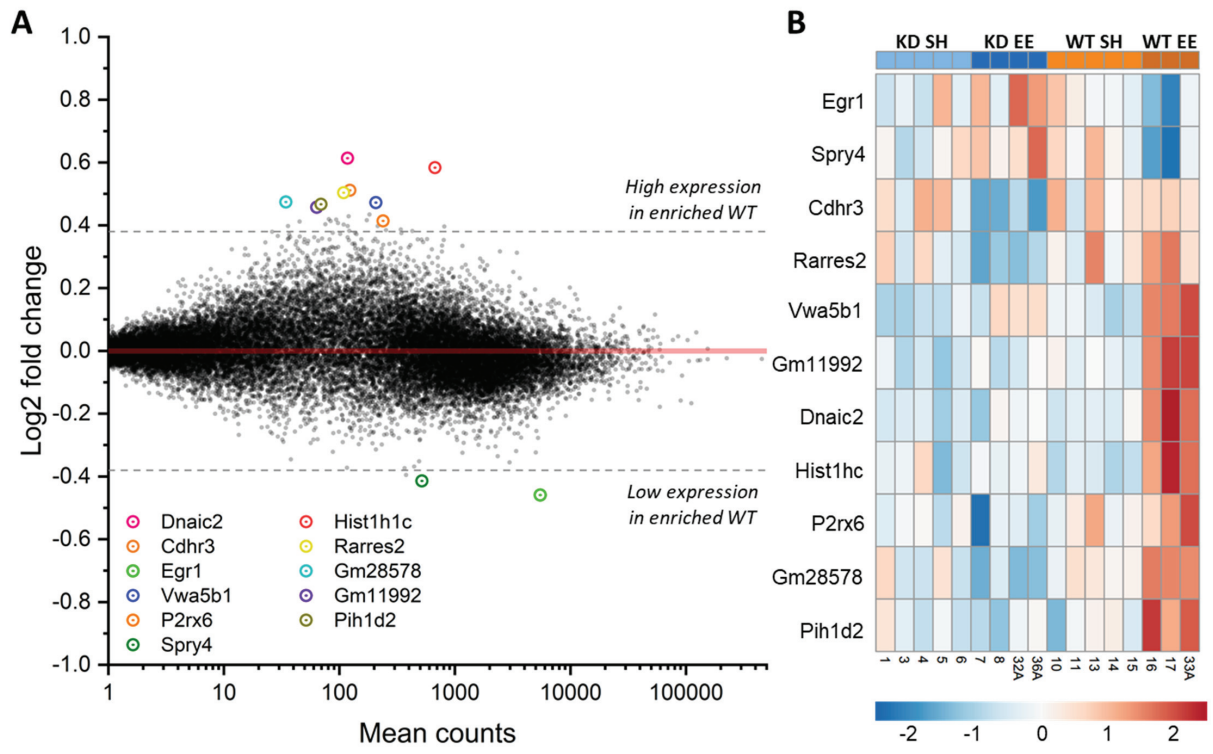 A
1.0
0.8
0.6
0.4
0.2
0.0
-0.2
-0.4
-0.6
-0.8
-1.0
Log2 fold change
High expression
in enriched WT
Low expression
in enriched WT
Dnaic2
Cdhr3
Egr1
Vwa5b1
P2rx6
Spry4
Hist1h1c
Rarres2
Gm28578
Gm11992
Pih1d2
1 10 100 1000 10000 100000
Mean counts
B
KD SH KD EE WT SH WT EE
Egr1
Spry4
Cdhr3
Rarres2
Vwa5b1
Gm11992
Dnaic2
Hist1hc
P2rx6
Gm28578
Pih1d2
1 3 4 5 6 7 8 32A 36A 10 11 13 14 15 16 17 33A
-2 -1 0 1 2